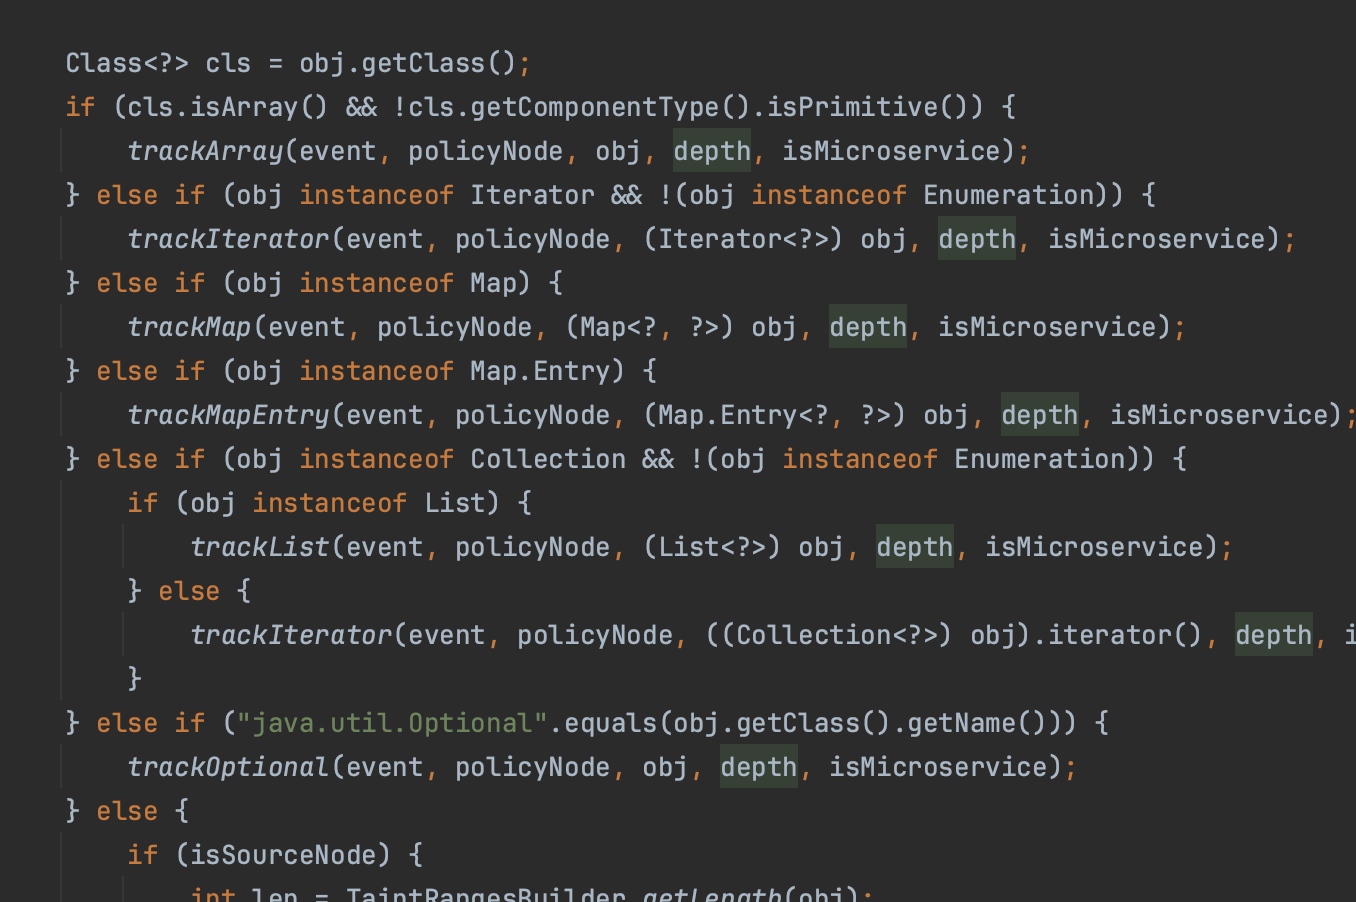 Class<?> cls = obj.getClass();
if (cls.isArray() && !cls.getComponentType().isPrimitive()) {
trackArray(event, policyNode, obj, depth, isMicroservice);
} else if (obj instanceof Iterator && !(obj instanceof Enumeration)) {
trackIterator(event, policyNode, (Iterator<?>) obj, depth, isMicroservice);
} else if (obj instanceof Map) {
trackMap(event, policyNode, (Map<?, ?>) obj, depth, isMicroservice);
} else if (obj instanceof Map.Entry) {
trackMapEntry(event, policyNode, (Map.Entry<?, ?>) obj, depth, isMicroservice);
} else if (obj instanceof Collection && !(obj instanceof Enumeration)) {
if (obj instanceof List) {
trackList(event, policyNode, (List<?>) obj, depth, isMicroservice);
} else {
trackIterator(event, policyNode, ((Collection<?>) obj).iterator(), depth, i
}
} else if ("java.util.Optional".equals(obj.getClass().getName())) {
trackOptional(event, policyNode, obj, depth, isMicroservice);
} else {
if (isSourceNode) {
int len = TaintRangesBuilder.getLength(obj);